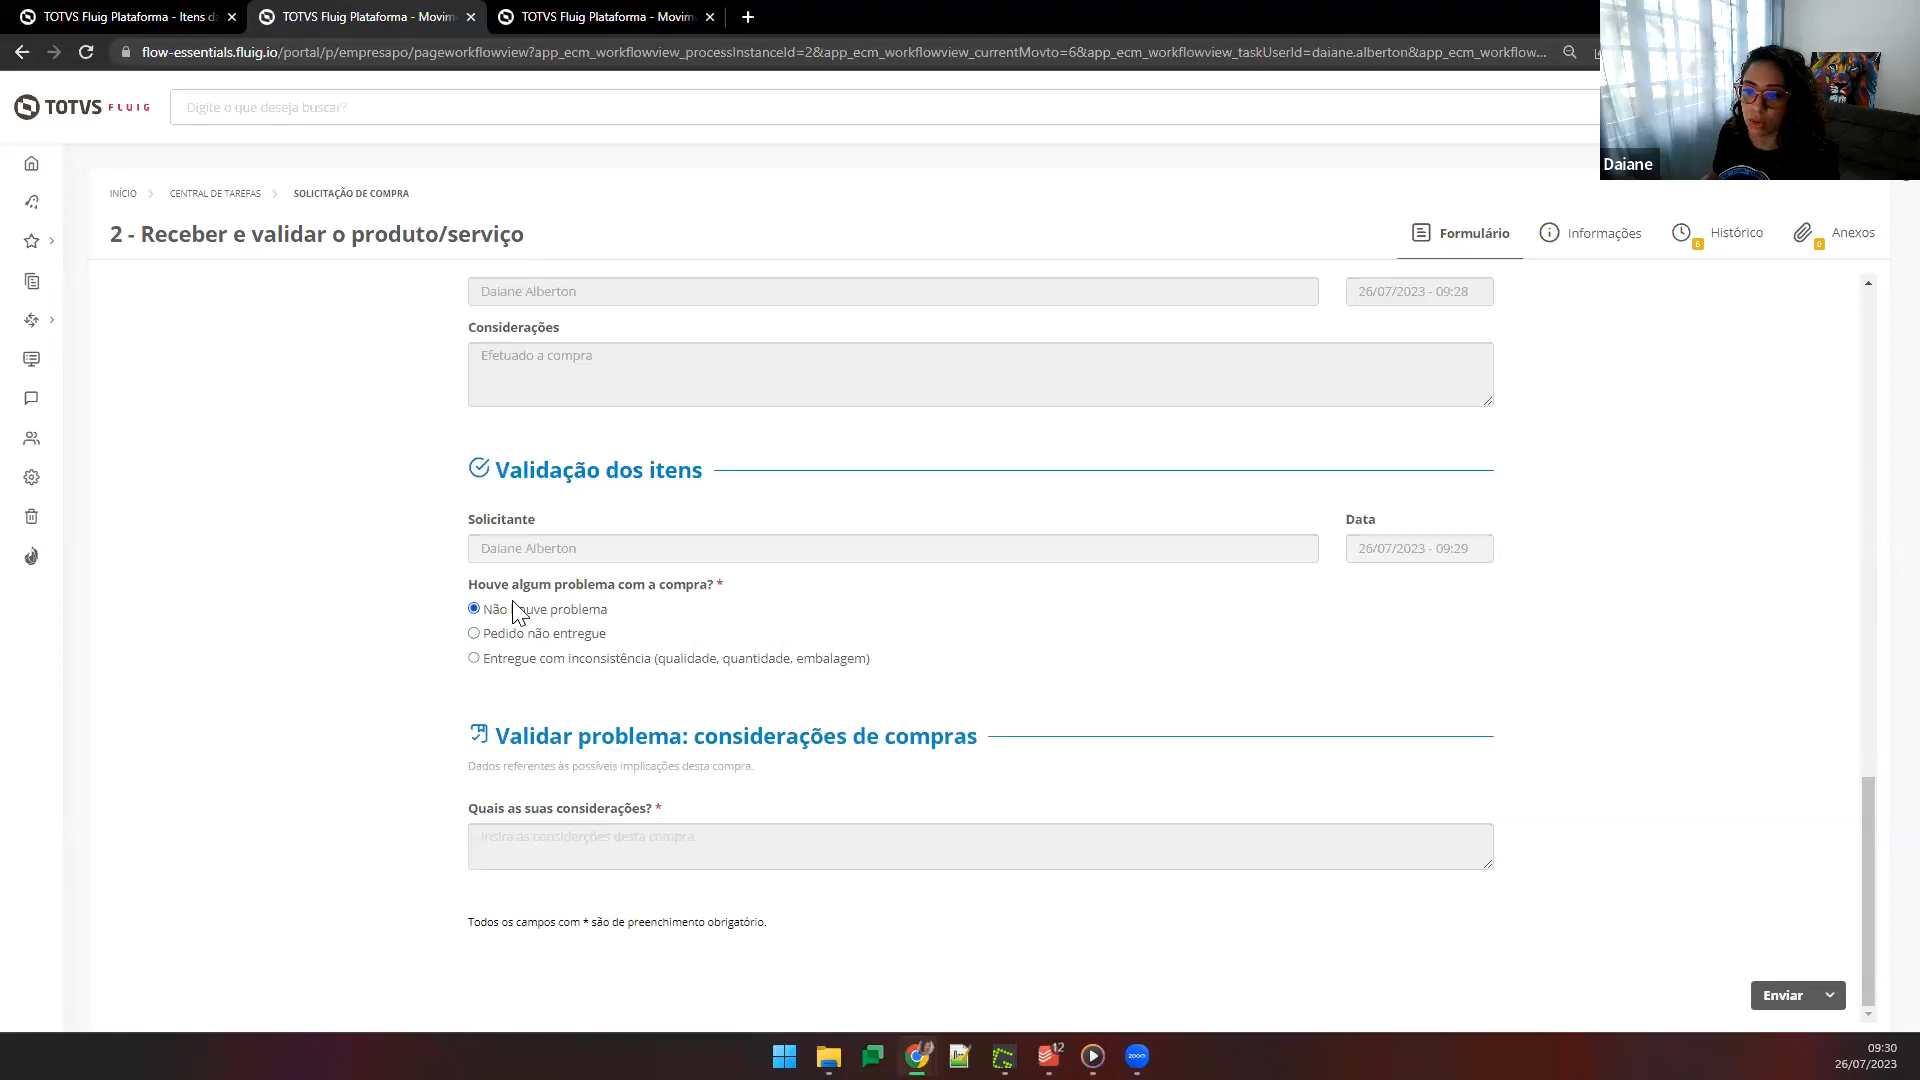 TOTVS Fluig Plataforma - Itens d
TOTVS Fluig Plataforma - Movim
TOTVS Fluig Plataforma - Movim
flow-essentials.fluig.io/portal/p/empresapo/pageworkflowview?app_ecm_workflowview_processInstanceId=2&app_ecm_workflowview_currentMovto=6&app_ecm_workflowview_taskUserId=daiane.alberton&app_ecm_workflow...
TOTVS FLUIG
Digite o que deseja buscar?
Daiane
INÍCIO
CENTRAL DE TAREFAS
SOLICITAÇÃO DE COMPRA
2 - Receber e validar o produto/serviço
Formulário
Informações
6
Histórico
0
Anexos
Daiane Alberton
26/07/2023 - 09:28
Considerações
Efetuado a compra
Validação dos itens
Solicitante
Data
Daiane Alberton
26/07/2023 - 09:29
Houve algum problema com a compra? *
Não houve problema
Pedido não entregue
Entregue com inconsistência (qualidade, quantidade, embalagem)
Validar problema: considerações de compras
Dados referentes às possíveis implicações desta compra.
Quais as suas considerações? *
Insira as considerções desta compra.
Todos os campos com * são de preenchimento obrigatório.
Enviar
12
zoom
09:30
26/07/2023